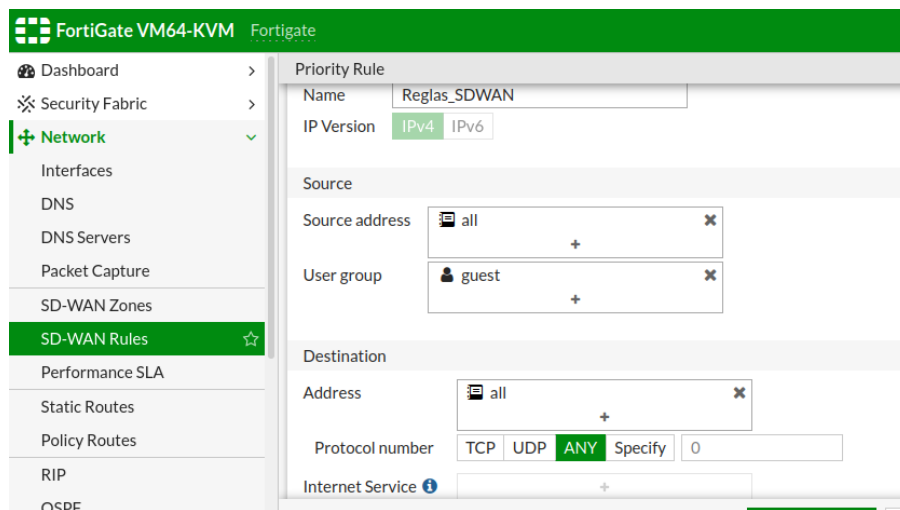 FortiGate VM64-KVM Fortigate
Dashboard
Security Fabric
Network
Interfaces
DNS
DNS Servers
Packet Capture
SD-WAN Zones
SD-WAN Rules
Performance SLA
Static Routes
Policy Routes
RIP
OSPF
Priority Rule
Name Reglas_SDWAN
IP Version IPv4 IPv6
Source
Source address all
+
User group guest
+
Destination
Address all
+
Protocol number TCP UDP ANY Specify 0
Internet Service +